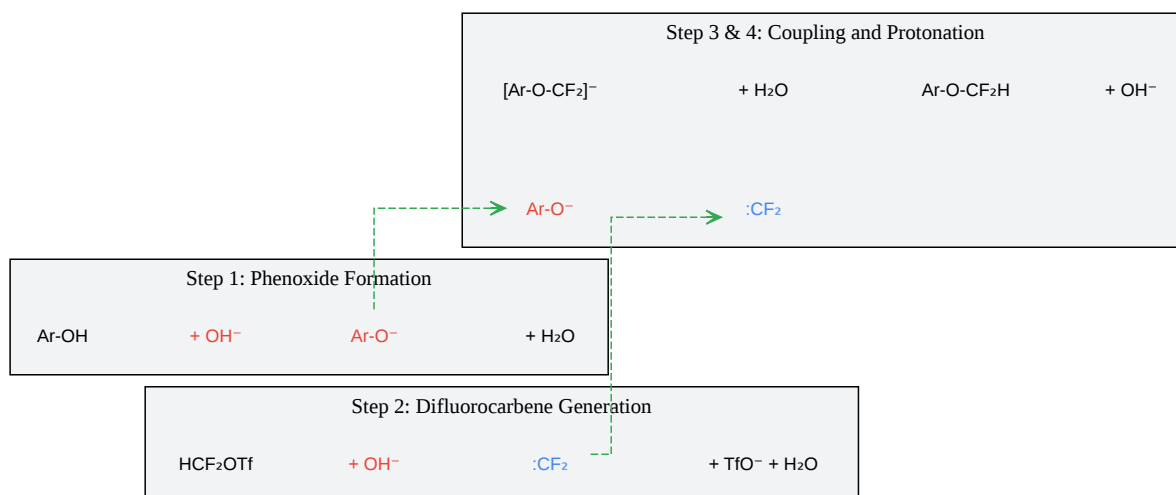 Step 3 & 4: Coupling and Protonation
[Ar-O-CF₂]⁻ + H₂O Ar-O-CF₂H + OH⁻
Ar-O⁻ :CF₂
Step 1: Phenoxide Formation
Ar-OH + OH⁻ Ar-O⁻ + H₂O
Step 2: Difluorocarbene Generation
HCF₂OTf + OH⁻ :CF₂ + TfO⁻ + H₂O